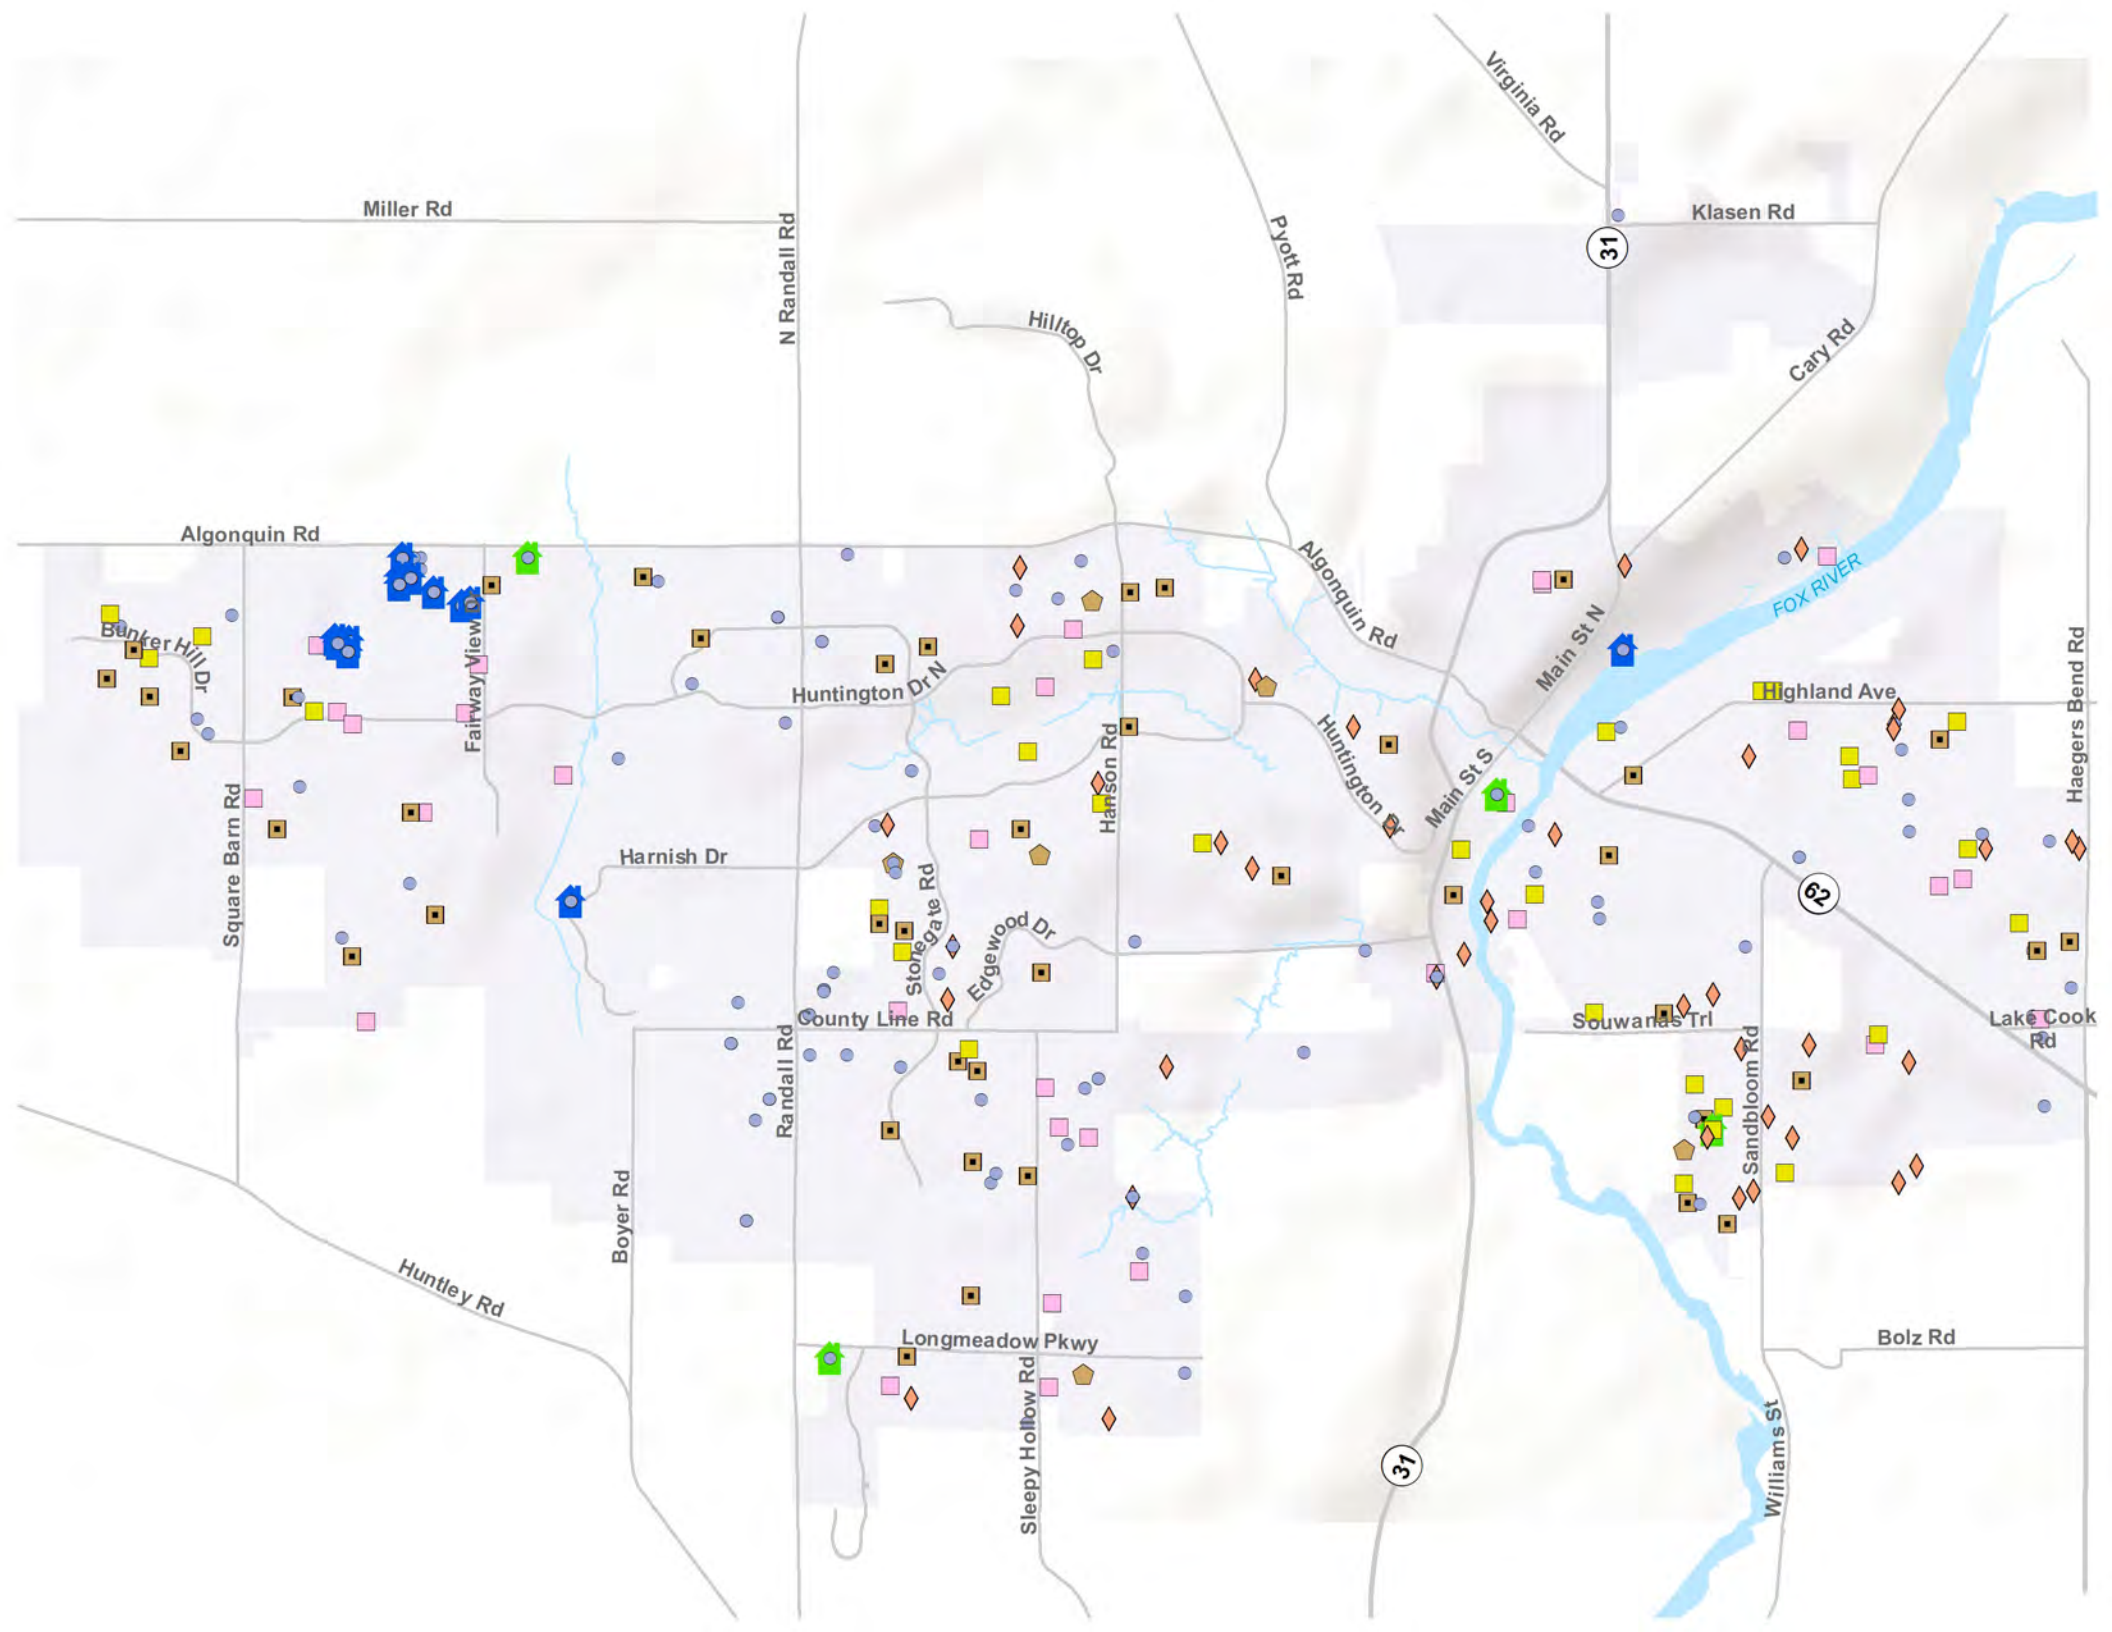 Virginia Rd
Miller Rd
Klasen Rd
N Randall Rd
Pyott Rd
31
Hilltop Dr
Cary Rd
Algonquin Rd
Algonquin Rd
FOX RIVER
Bunker Hill Dr
Main St N
Haegers Bend Rd
Fairway View
Huntington Dr N
Highland Ave
Hanson Rd
Huntington Dr
Main St S
Square Barn Rd
Harnish Dr
Stonegate Rd
62
Edgewood Dr
County Line Rd
Souwanas Trl
Lake Cook
Rd
Randall Rd
Sandbloom Rd
Boyer Rd
Huntley Rd
Longmeadow Pkwy
Bolz Rd
Sleepy Hollow Rd
Williams St
31